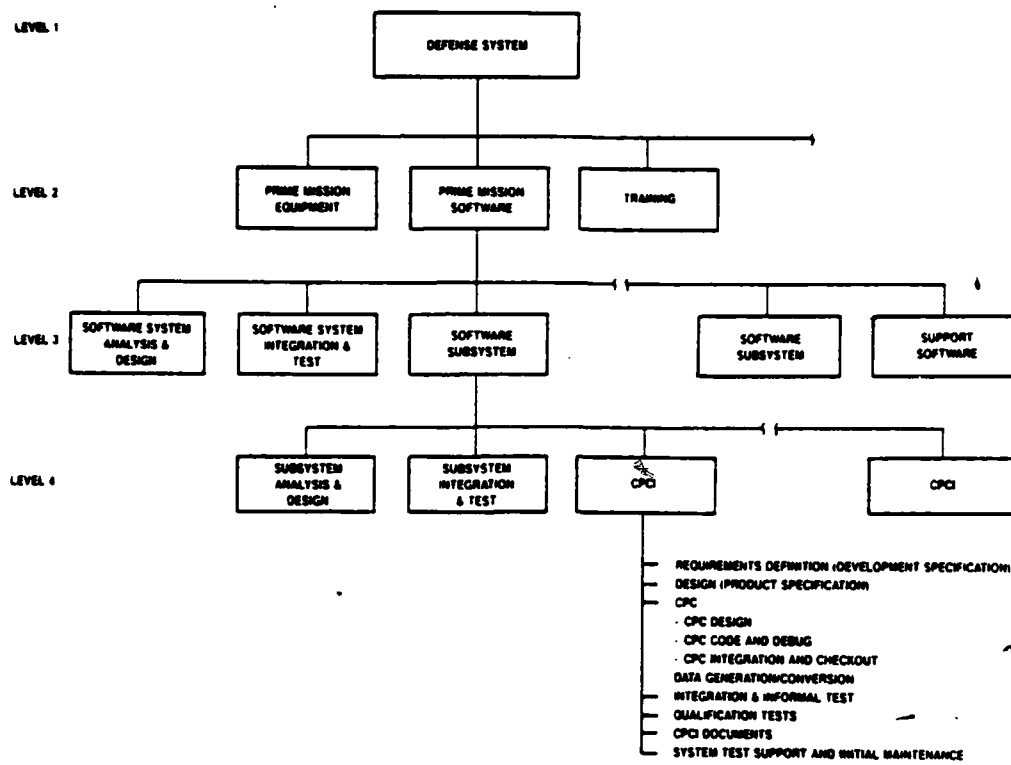 LEVEL 1
DEFENSE SYSTEM
LEVEL 2
PRIME MISSION
EQUIPMENT
PRIME MISSION
SOFTWARE
TRAINING
LEVEL 3
SOFTWARE SYSTEM
ANALYSIS &
DESIGN
SOFTWARE SYSTEM
INTEGRATION &
TEST
SOFTWARE
SUBSYSTEM
SOFTWARE
SUBSYSTEM
SUPPORT
SOFTWARE
LEVEL 4
SUBSYSTEM
ANALYSIS &
DESIGN
SUBSYSTEM
INTEGRATION
& TEST
CPCI
CPCI
REQUIREMENTS DEFINITION (DEVELOPMENT SPECIFICATION)
DESIGN (PRODUCT SPECIFICATION)
CPC
- CPC DESIGN
- CPC CODE AND DEBUG
- CPC INTEGRATION AND CHECKOUT
DATA GENERATION/CONVERSION
INTEGRATION & INFORMAL TEST
QUALIFICATION TESTS
CPCI DOCUMENTS
SYSTEM TEST SUPPORT AND INITIAL MAINTENANCE